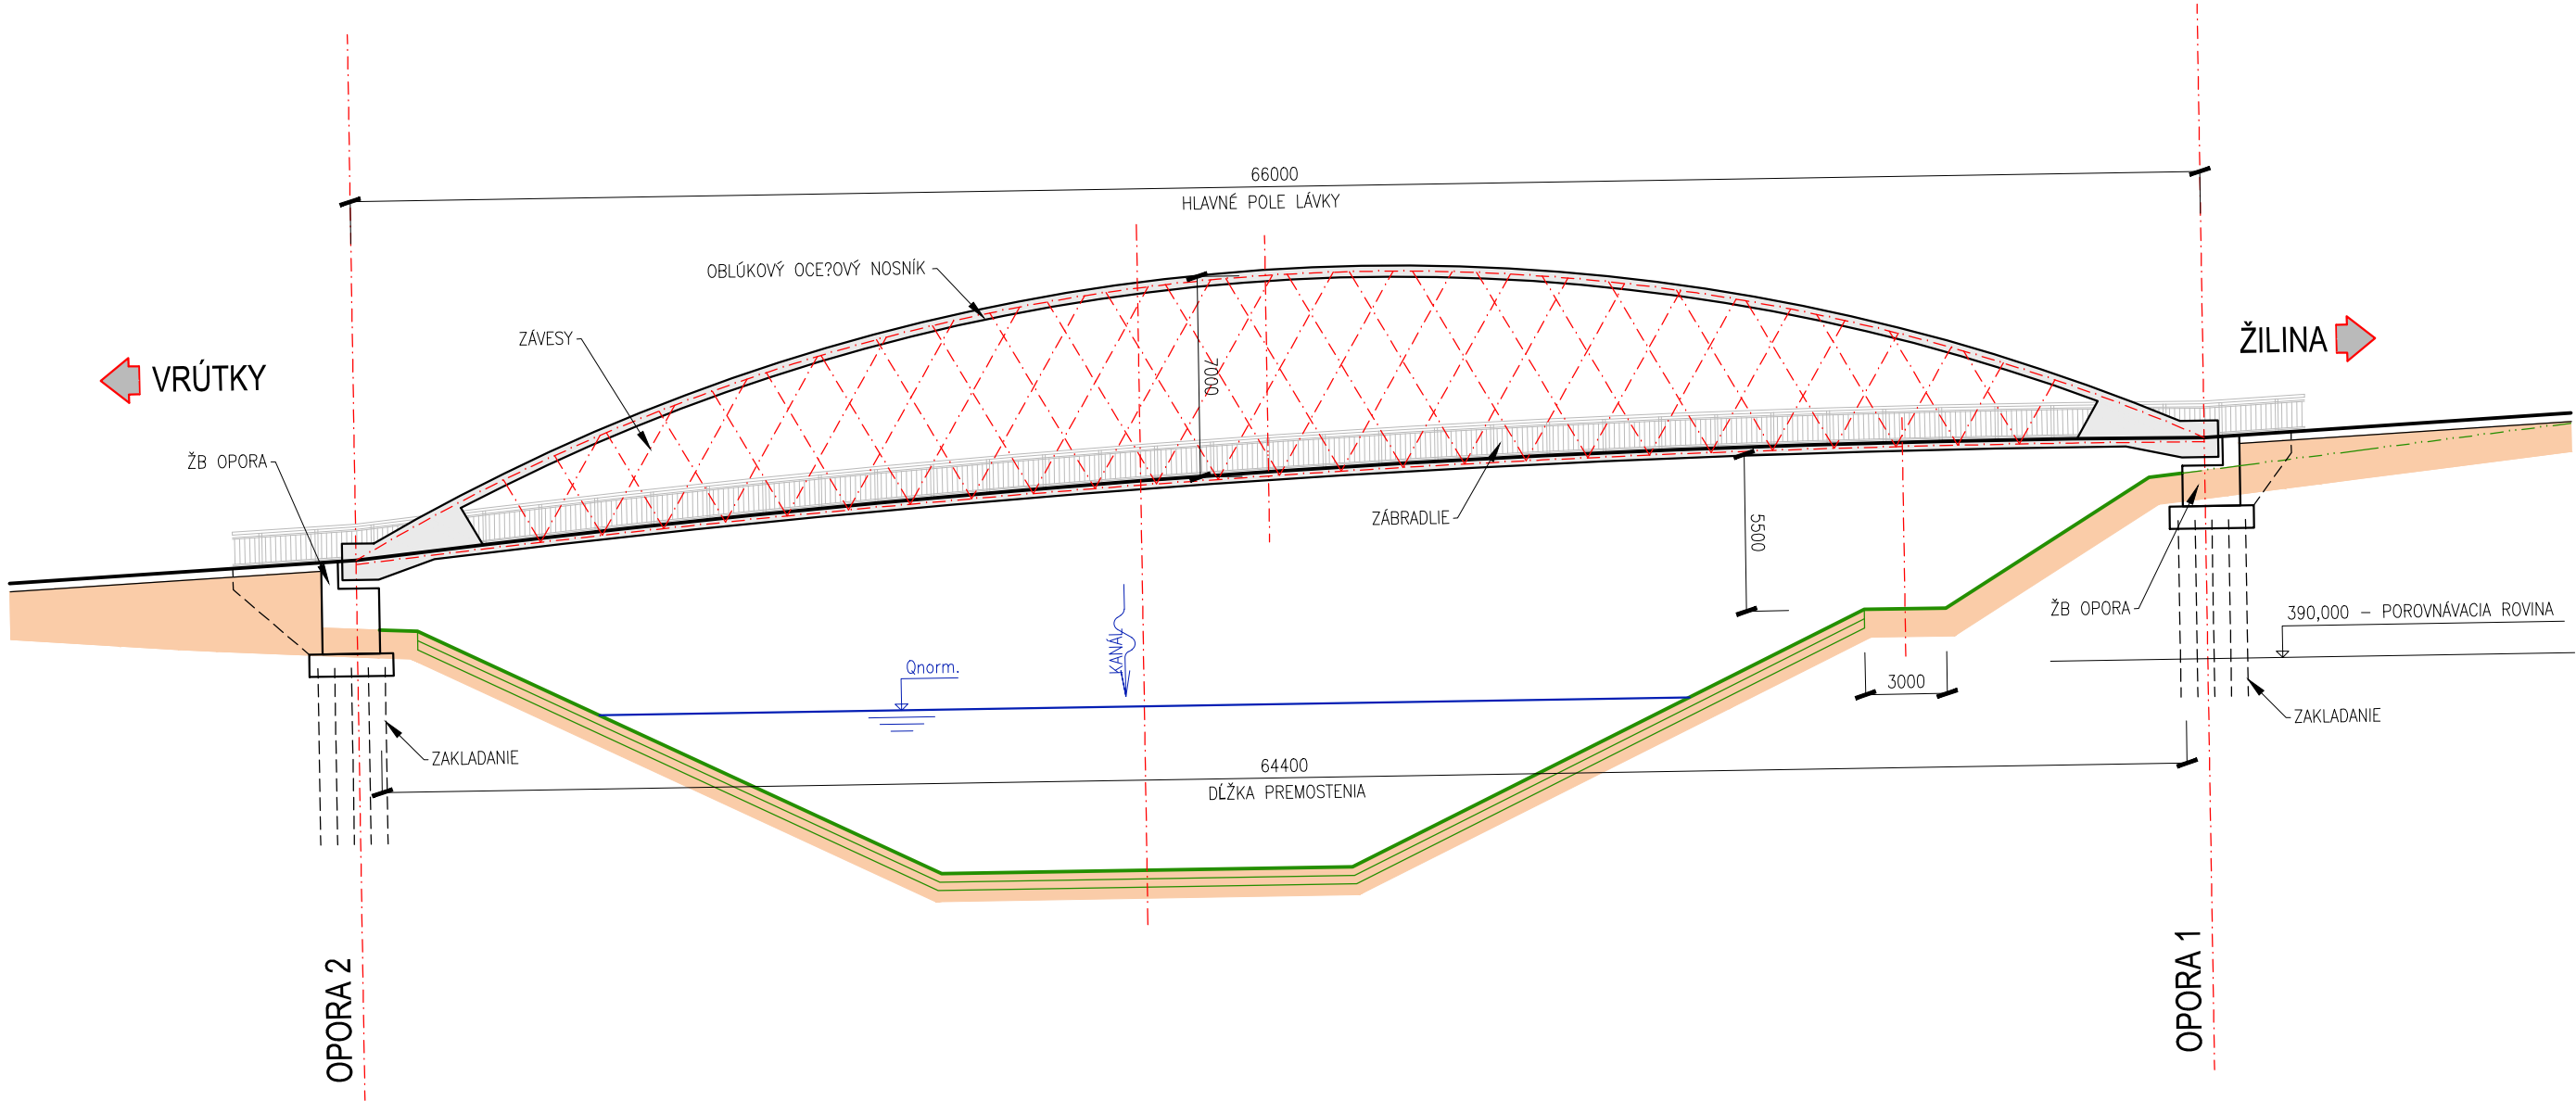 66000
HLAVNÉ POLE LÁVKY
OBLÚKOVÝ OCE?OVÝ NOSNÍK
ZÁVESY
VRÚTKY
ŽILINA
7000
ŽB OPORA
ZÁBRADLIE
5500
ŽB OPORA
390,000 – POROVNÁVACIA ROVINA
KANÁL
Qnorm.
3000
ZAKLADANIE
ZAKLADANIE
64400
DĹŽKA PREMOSTENIA
OPORA 2
OPORA 1